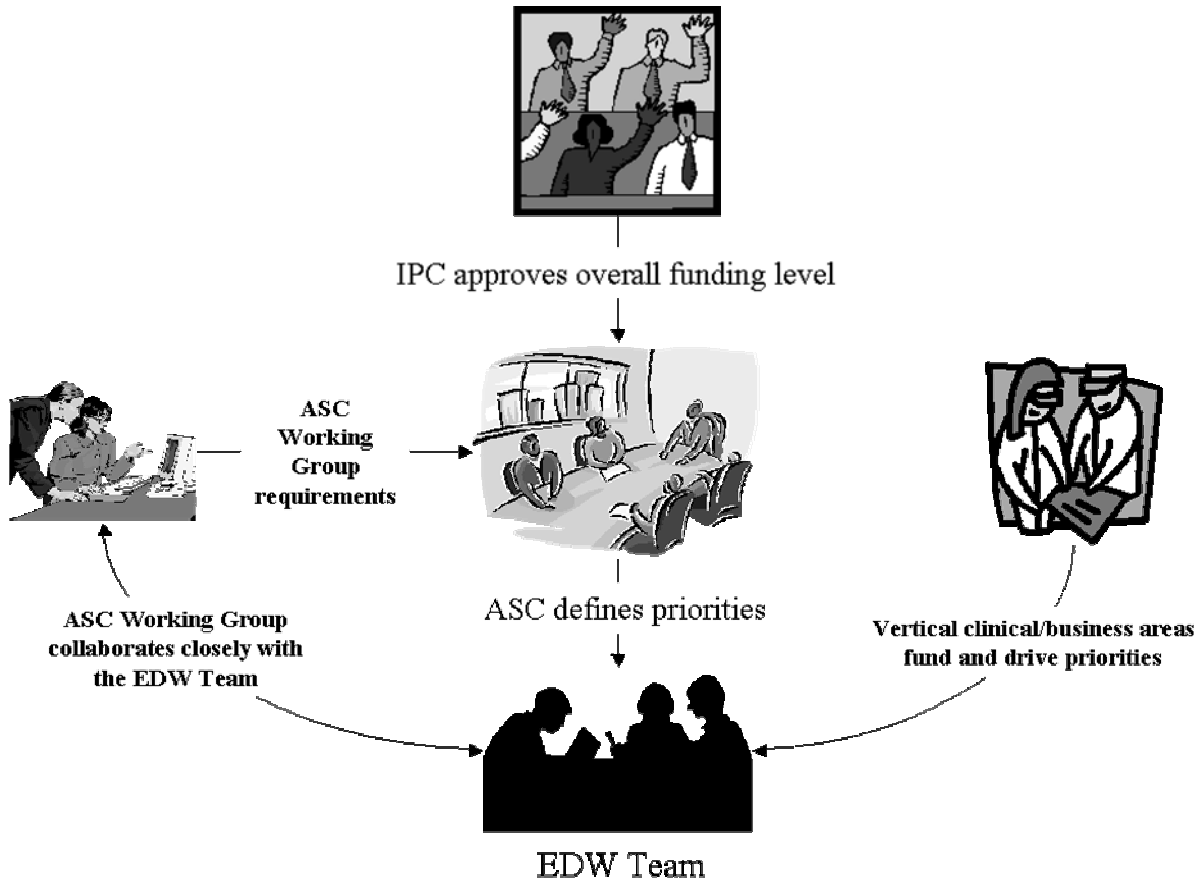 IPC approves overall funding level
ASC
Working
Group
requirements
ASC defines priorities
ASC Working Group
collaborates closely with
the EDW Team
Vertical clinical/business areas
fund and drive priorities
EDW Team